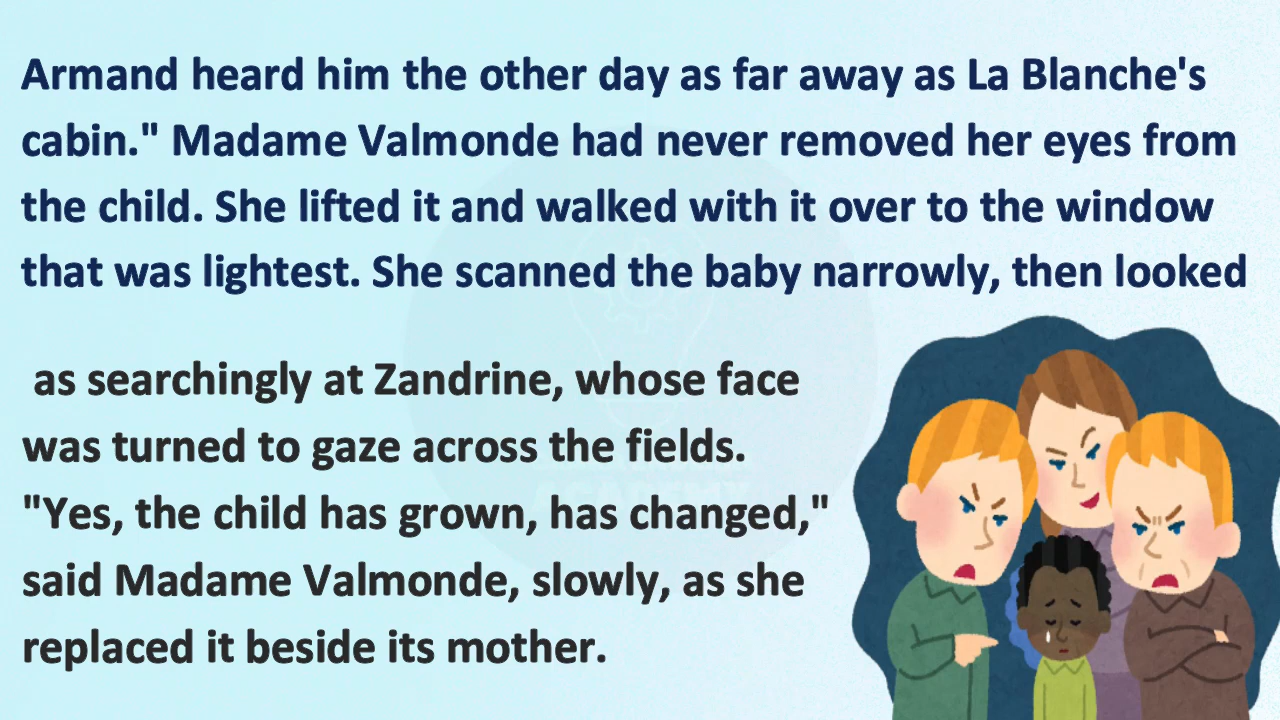 Armand heard him the other day as far away as La Blanche's
cabin." Madame Valmonde had never removed her eyes from
the child. She lifted it and walked with it over to the window
that was lightest. She scanned the baby narrowly, then looked
as searchingly at Zandrine, whose face
was turned to gaze across the fields.
"Yes, the child has grown, has changed,"
said Madame Valmonde, slowly, as she
replaced it beside its mother.
ACADEMY